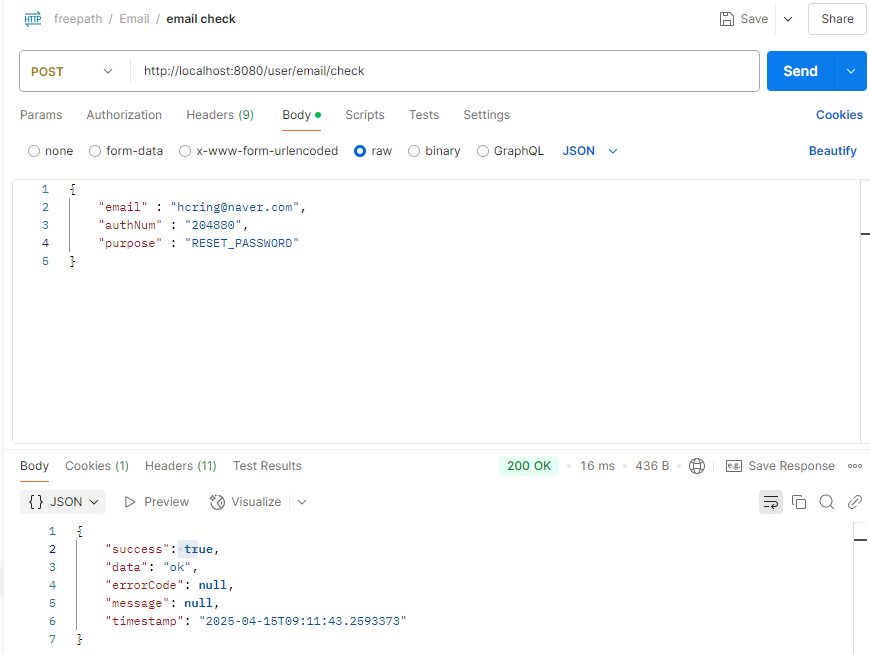 HTTP freepath / Email / email check Save Share
POST http://localhost:8080/user/email/check Send
Params Authorization Headers (9) Body Scripts Tests Settings Cookies
none form-data x-www-form-urlencoded raw binary GraphQL JSON Beautify
1 {
2 "email" : "hcring@naver.com",
3 "authNum" : "204880",
4 "purpose" : "RESET_PASSWORD"
5 }
Body Cookies (1) Headers (11) Test Results 200 OK • 16 ms • 436 B • e.g. Save Response
{} JSON Preview Visualize
1 {
2 "success": true,
3 "data": "ok",
4 "errorCode": null,
5 "message": null,
6 "timestamp": "2025-04-15T09:11:43.2593373"
7 }